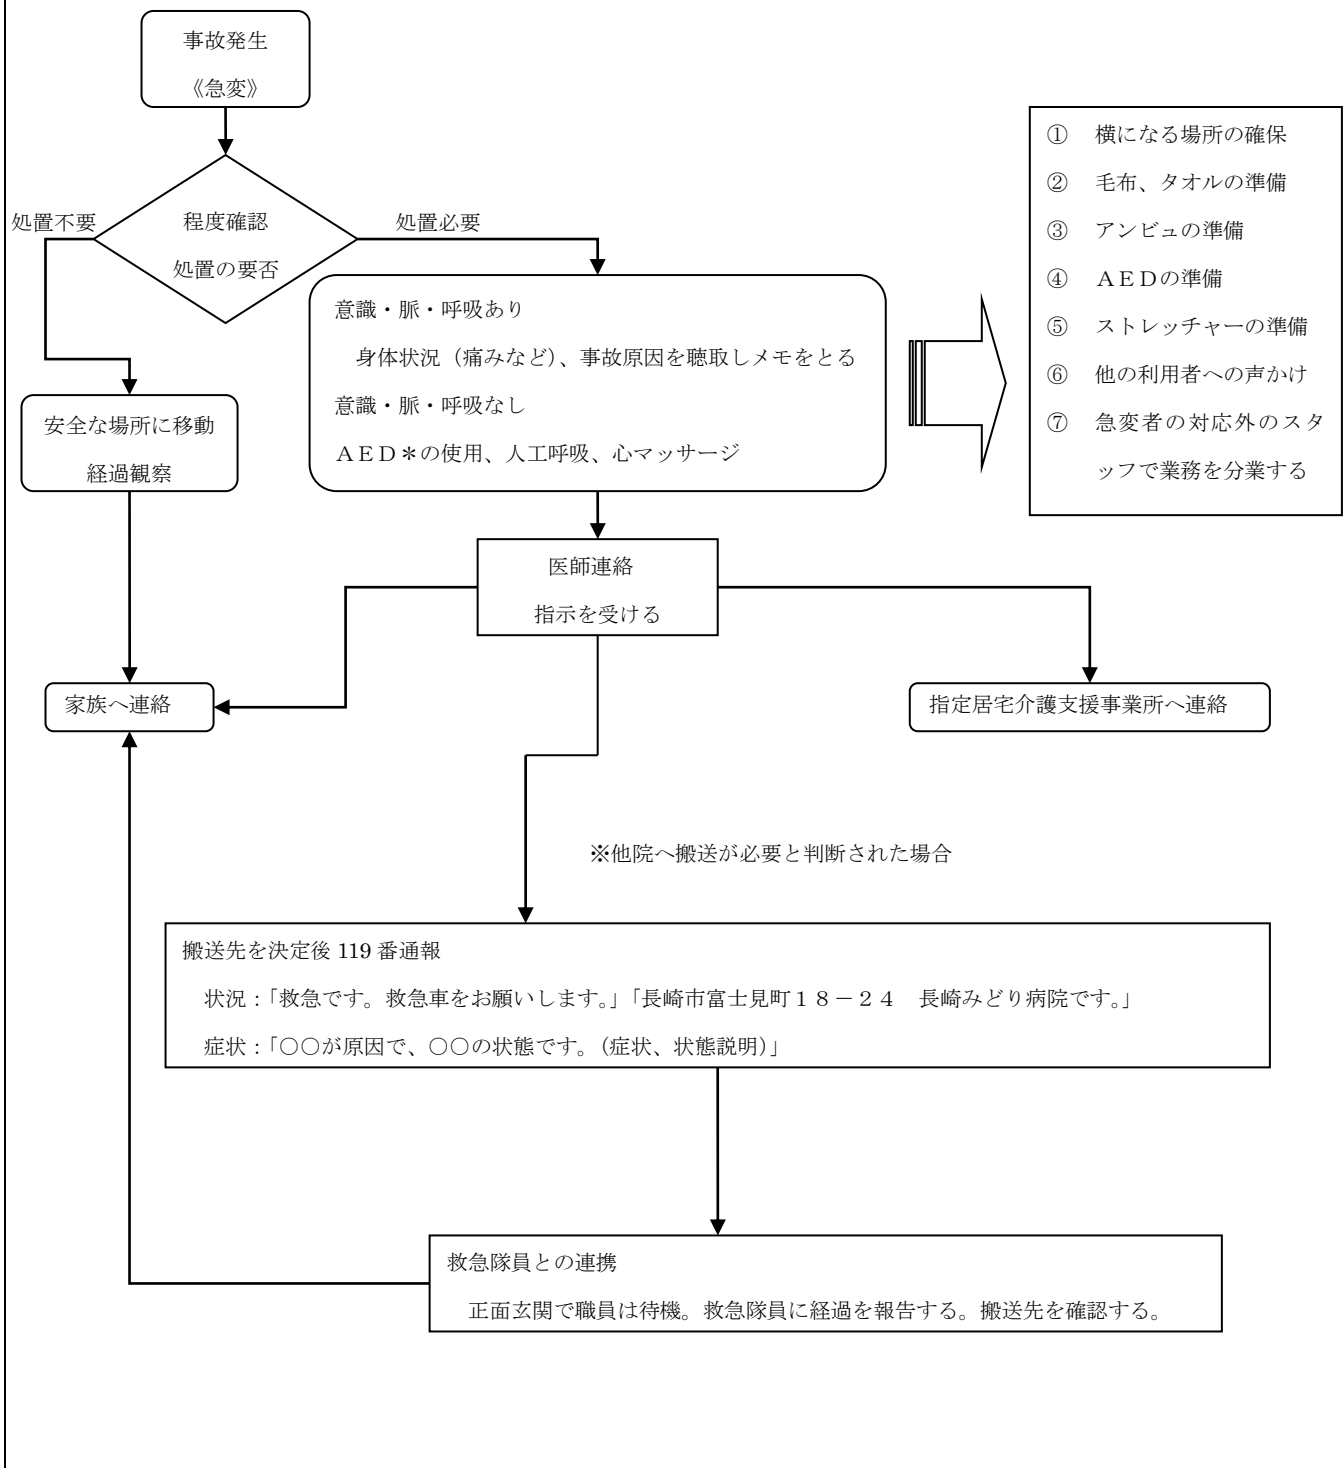 事故発生
《急変》
程度確認
処置の要否
処置不要
処置必要
安全な場所に移動
経過観察
意識・脈・呼吸あり
身体状況（痛みなど）、事故原因を聴取しメモをとる
意識・脈・呼吸なし
ＡＥＤ＊の使用、人工呼吸、心マッサージ
① 横になる場所の確保
② 毛布、タオルの準備
③ アンビュの準備
④ ＡＥＤの準備
⑤ ストレッチャーの準備
⑥ 他の利用者への声かけ
⑦ 急変者の対応外のスタ
ッフで業務を分業する
医師連絡
指示を受ける
家族へ連絡
指定居宅介護支援事業所へ連絡
※他院へ搬送が必要と判断された場合
搬送先を決定後 119 番通報
状況：「救急です。救急車をお願いします。」「長崎市富士見町１８－２４　長崎みどり病院です。」
症状：「○○が原因で、○○の状態です。（症状、状態説明）」
救急隊員との連携
正面玄関で職員は待機。救急隊員に経過を報告する。搬送先を確認する。